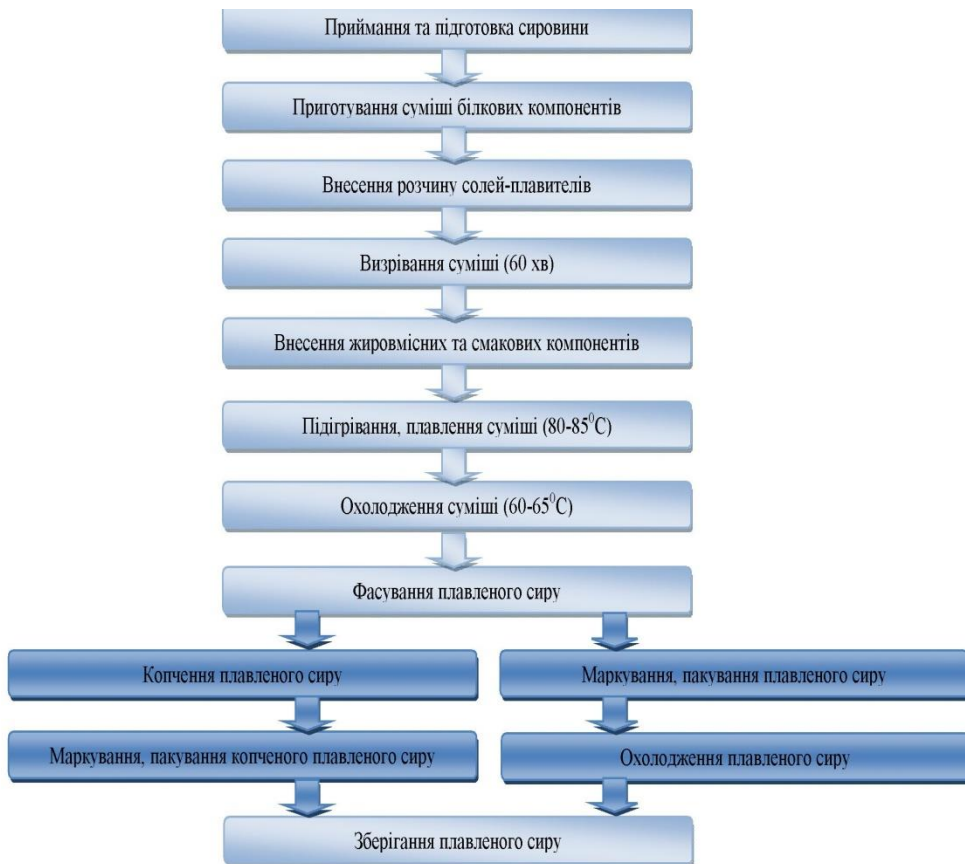 Приймання та підготовка сировини
Приготування суміші білкових компонентів
Внесення розчину солей-плавителів
Визрівання суміші (60 хв)
Внесення жировмісних та смакових компонентів
Підігрівання, плавлення суміші (80-85⁰С)
Охолодження суміші (60-65⁰С)
Фасування плавленого сиру
Копчення плавленого сиру
Маркування, пакування плавленого сиру
Маркування, пакування копченого плавленого сиру
Охолодження плавленого сиру
Зберігання плавленого сиру